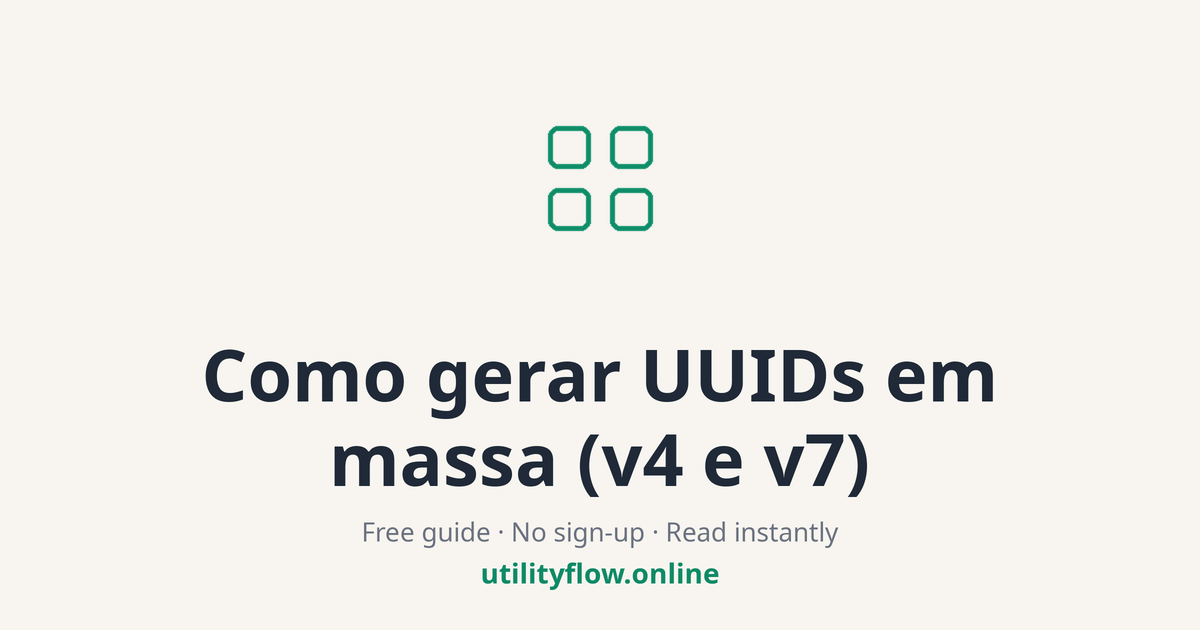 Como gerar UUIDs em
massa (v4 e v7)
Free guide · No sign-up · Read instantly
utilityflow.online